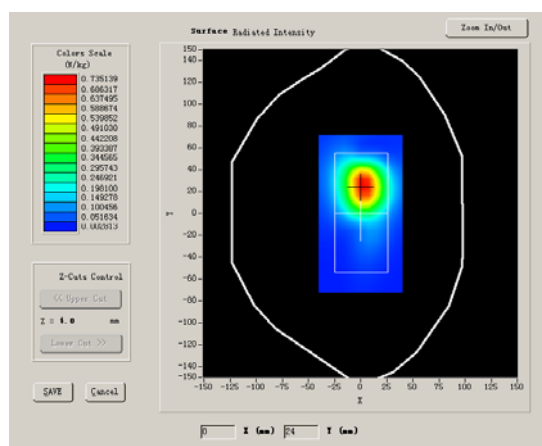 Surface Radiated Intensity
Zoom In/Out
Colors Scale
(W/kg)
0.735139
0.686317
0.637495
0.588674
0.539852
0.491030
0.442208
0.393387
0.344565
0.295743
0.246921
0.198100
0.149278
0.100456
0.051634
0.002813
150
140
120
100
80
60
40
20
0
-20
-40
-60
-80
-100
-120
-140
-150
Y
-150 -125 -100 -75 -50 -25 0 25 50 75 100 125 150
X
Z-Cuts Control
<< Upper Cut
Z = 4.0 mm
Lower Cut >>
SAVE Cancel
0 X (mm) 24 Y (mm)